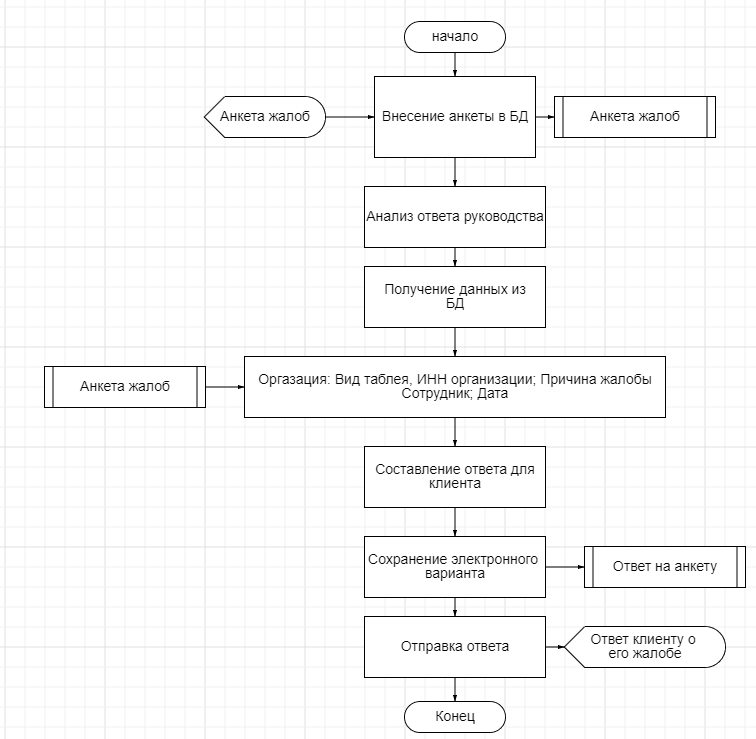 начало
Анкета жалоб
Внесение анкеты в БД
Анкета жалоб
Анализ ответа руководства
Получение данных из
БД
Анкета жалоб
Оргазация: Вид таблея, ИНН организации; Причина жалобы
Сотрудник; Дата
Составление ответа для
клиента
Сохранение электронного
варианта
Ответ на анкету
Отправка ответа
Ответ клиенту о
его жалобе
Конец